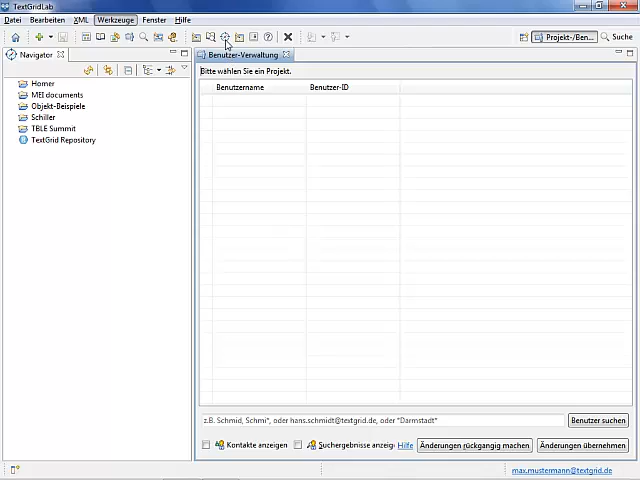 TextGridLab
Datei Bearbeiten XML Werkzeuge Fenster Hilfe
Projekt-/Ben... Suche
Navigator
Benutzer-Verwaltung
Bitte wählen Sie ein Projekt.
Benutzername Benutzer-ID
Homer
MEI documents
Objekt-Beispiele
Schiller
TBLE Summit
TextGrid Repository
z.B. Schmid, Schmi*, oder hans.schmidt@textgrid.de, oder "Darmstadt"
Benutzer suchen
Kontakte anzeigen Suchergebnisse anzeig Hilfe Änderungen rückgängig machen Änderungen übernehmen
max.mustermann@textgrid.de